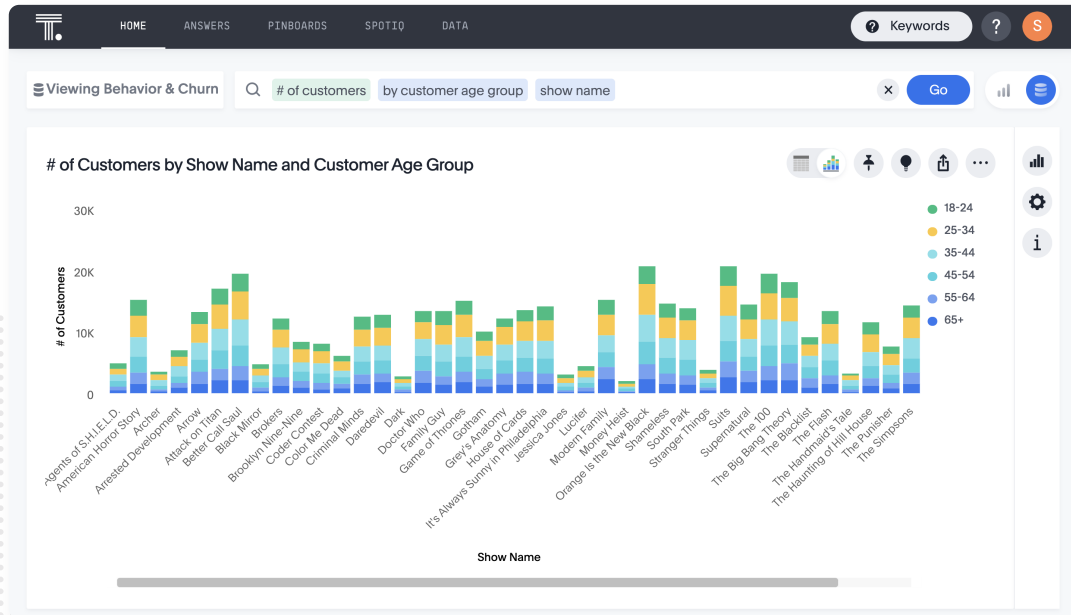 T.
HOME
ANSWERS
PINBOARDS
SPOTIQ
DATA
? Keywords
?
S
Viewing Behavior & Churn
# of customers
by customer age group
show name
Go
# of Customers by Show Name and Customer Age Group
30K
20K
10K
0
# of Customers
18-24
25-34
35-44
45-54
55-64
65+
Agents of S.H.I.E.L.D.
American Horror Story
Archer
Arrested Development
Arrow
Attack on Titan
Better Call Saul
Black Mirror
Brokers
Brooklyn Nine-Nine
Coder Contest
Color Me Dead
Criminal Minds
Daredevil
Dark
Doctor Who
Family Guy
Game of Thrones
Gotham
Grey's Anatomy
House of Cards
It's Always Sunny in Philadelphia
Jessica Jones
Lucifer
Modern Family
Money Heist
Orange Is the New Black
Shameless
South Park
Stranger Things
Suits
Supernatural
The 100
The Big Bang Theory
The Blacklist
The Flash
The Handmaid's Tale
The Haunting of Hill House
The Punisher
The Simpsons
Show Name